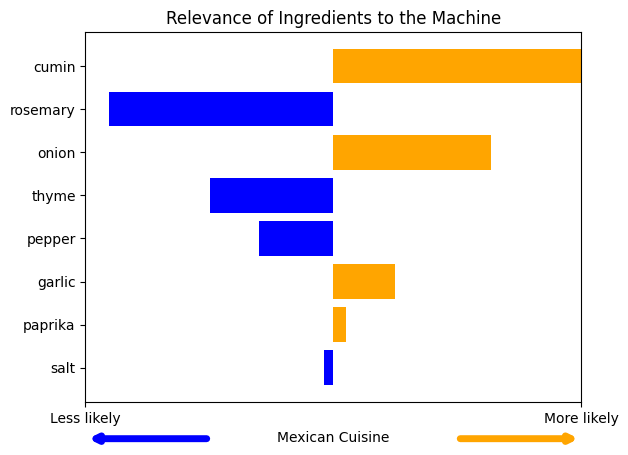 Relevance of Ingredients to the Machine
cumin
rosemary
onion
thyme
pepper
garlic
paprika
salt
Less likely
More likely
Mexican Cuisine